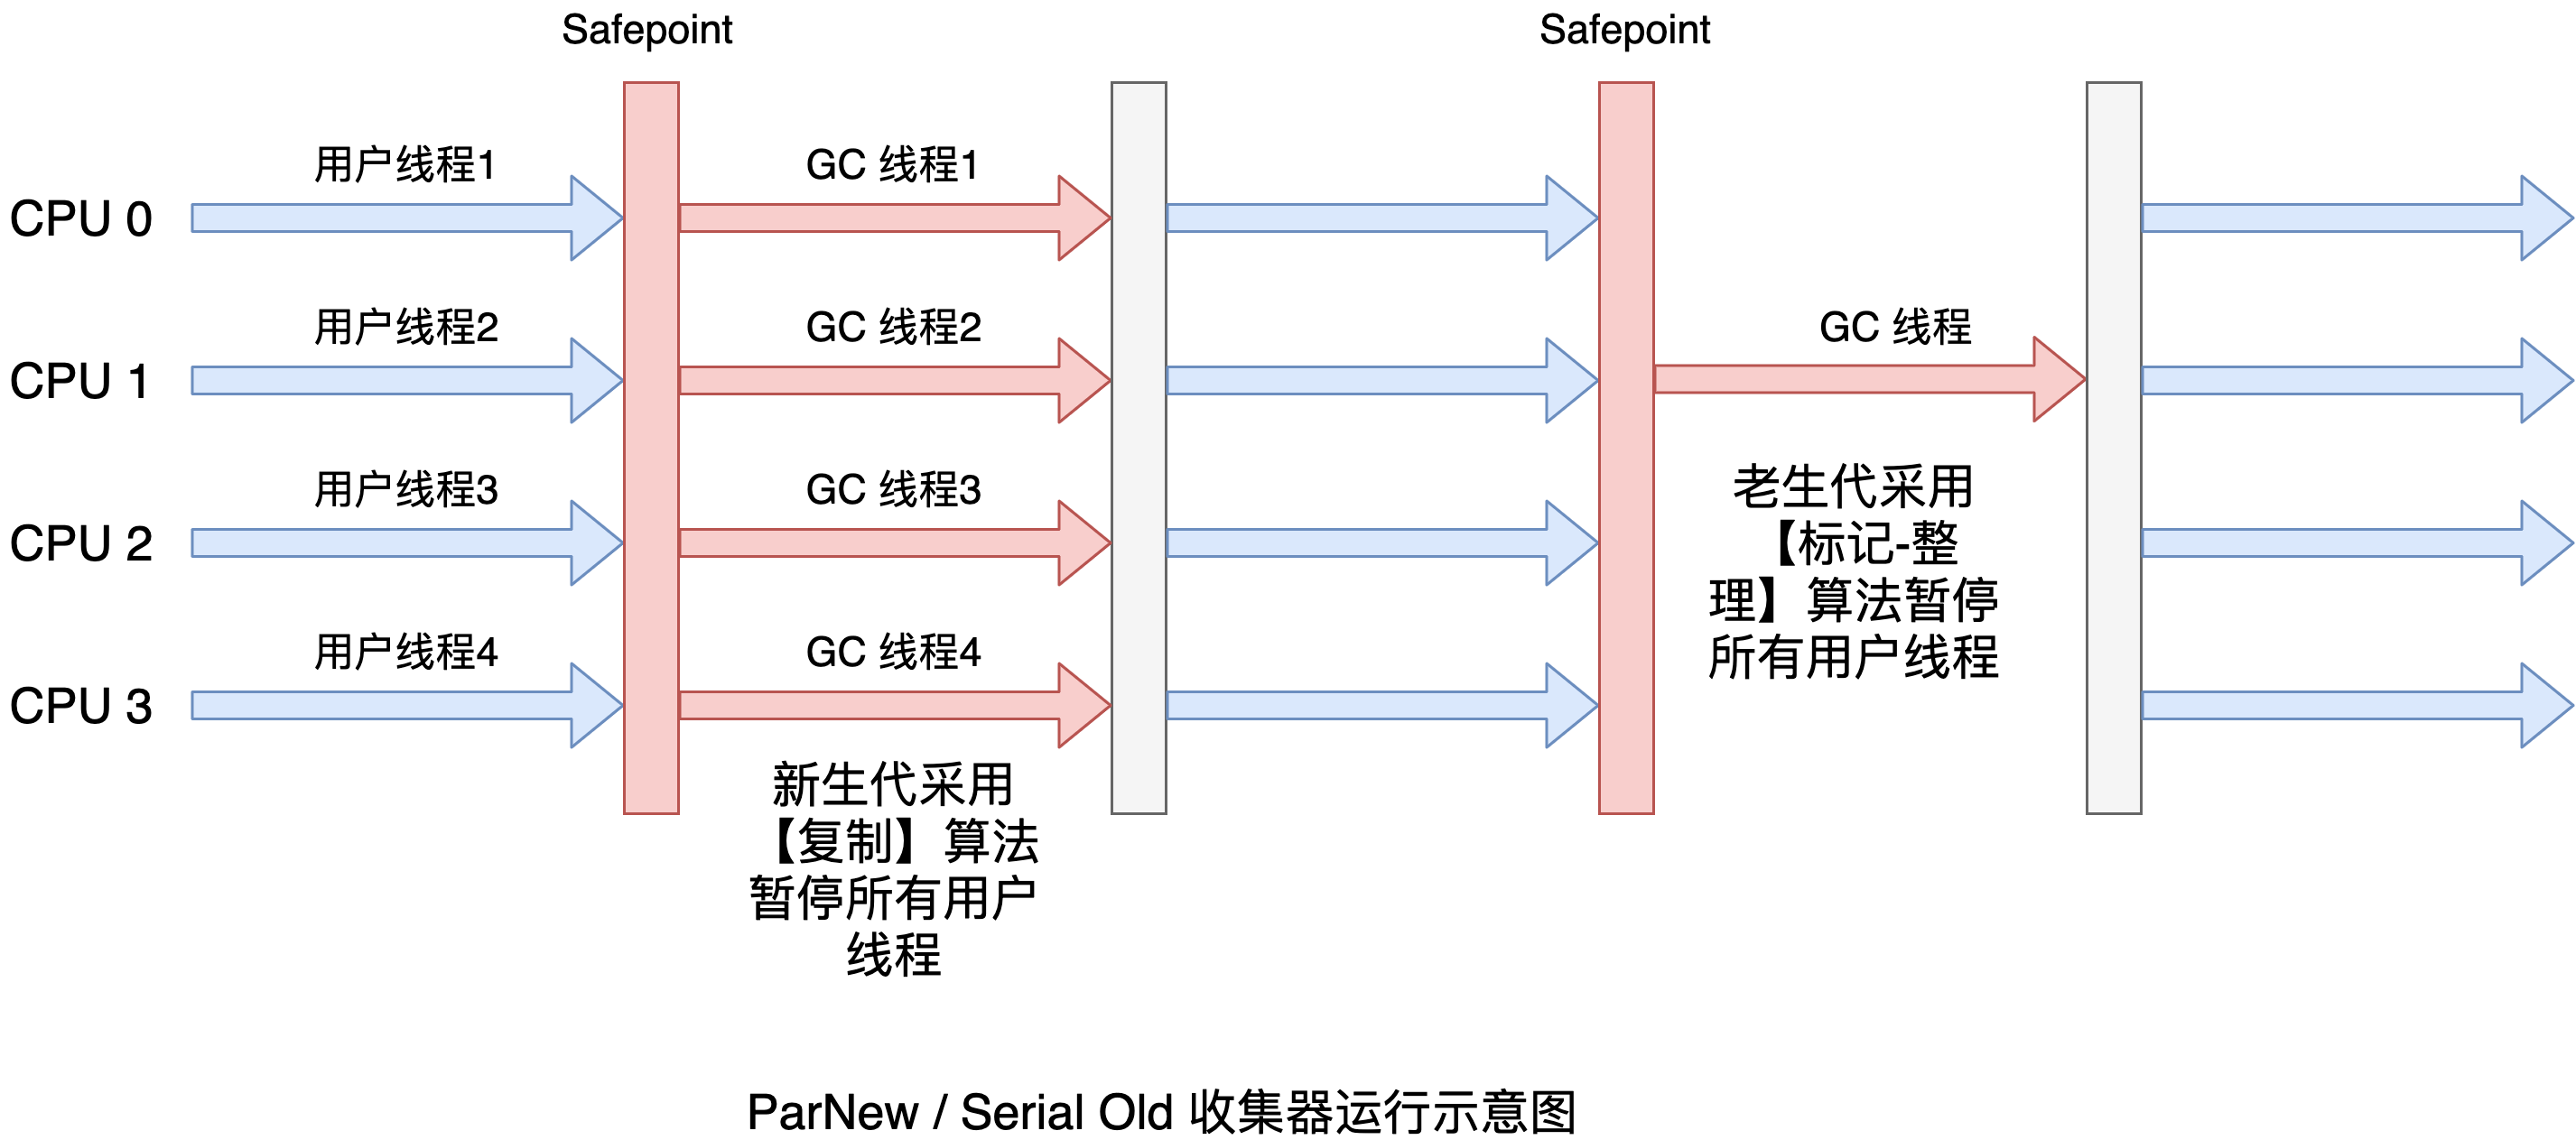 Safepoint
Safepoint
用户线程1
GC 线程1
CPU 0
用户线程2
GC 线程2
GC 线程
CPU 1
用户线程3
GC 线程3
老生代采用
【标记-整
理】算法暂停
所有用户线程
CPU 2
用户线程4
GC 线程4
CPU 3
新生代采用
【复制】算法
暂停所有用户
线程
ParNew / Serial Old 收集器运行示意图